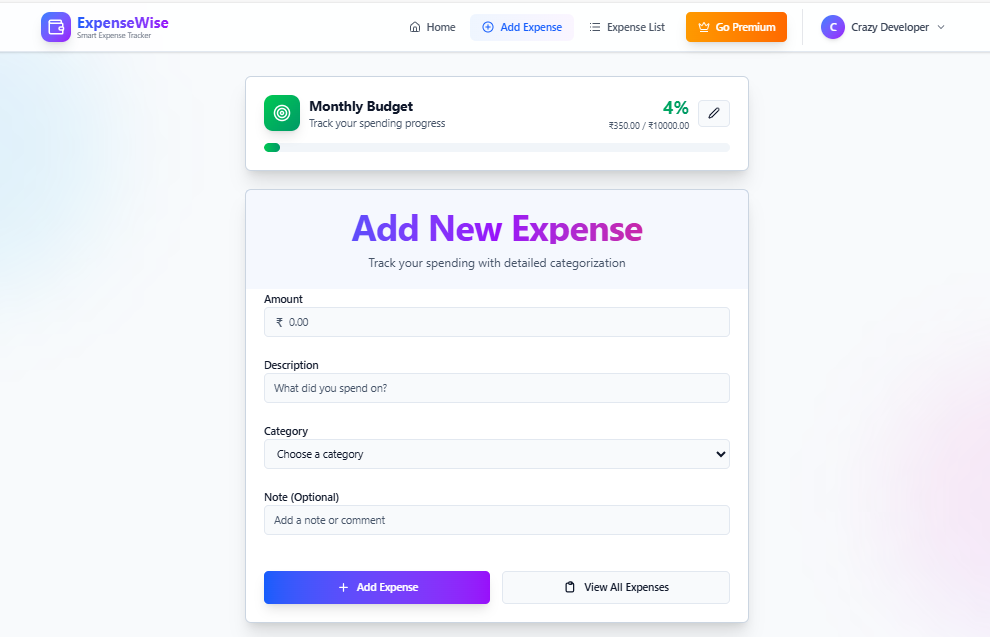 ExpenseWise
Smart Expense Tracker
Home
Add Expense
Expense List
Go Premium
C
Crazy Developer
Monthly Budget
Track your spending progress
4%
₹350.00 / ₹10000.00
Add New Expense
Track your spending with detailed categorization
Amount
₹ 0.00
Description
What did you spend on?
Category
Choose a category
Note (Optional)
Add a note or comment
+ Add Expense
View All Expenses